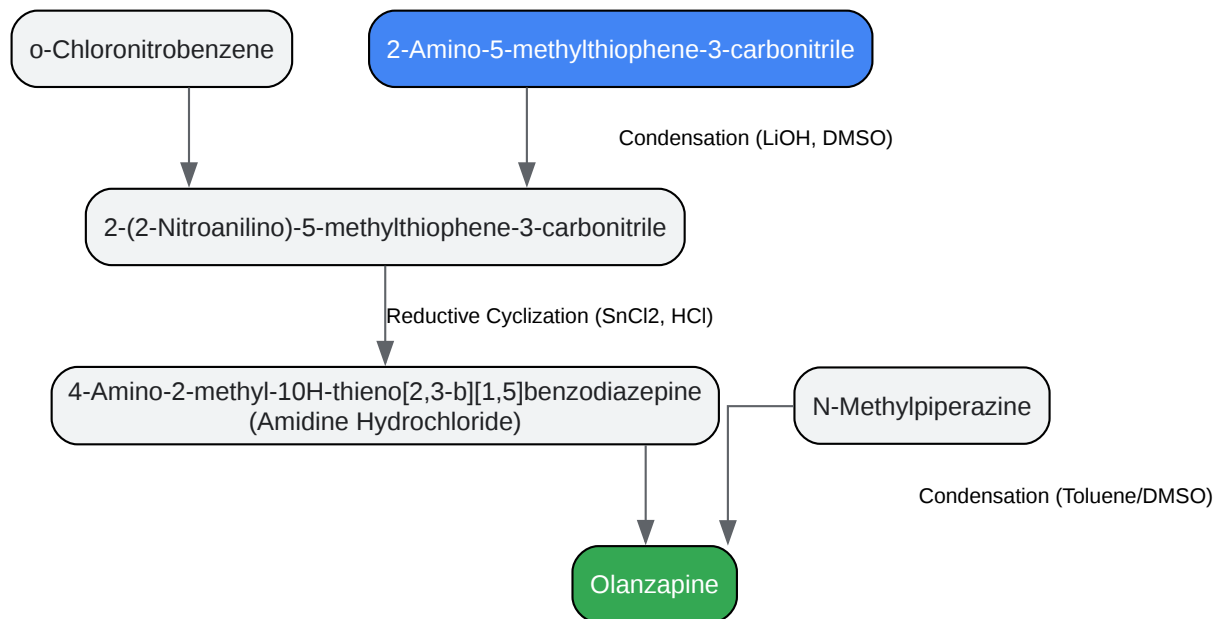 o-Chloronitrobenzene
2-Amino-5-methylthiophene-3-carbonitrile
Condensation (LiOH, DMSO)
2-(2-Nitroanilino)-5-methylthiophene-3-carbonitrile
Reductive Cyclization (SnCl2, HCl)
4-Amino-2-methyl-10H-thieno[2,3-b][1,5]benzodiazepine
(Amidine Hydrochloride)
N-Methylpiperazine
Condensation (Toluene/DMSO)
Olanzapine